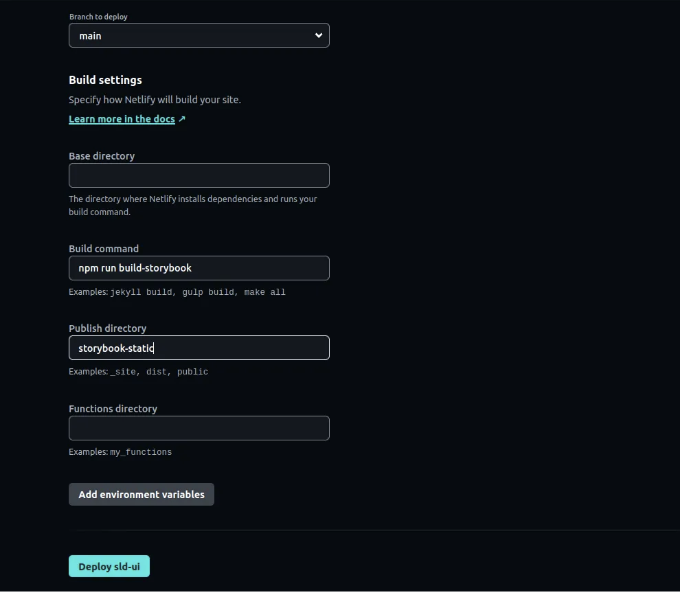 Branch to deploy
main
Build settings
Specify how Netlify will build your site.
Learn more in the docs ↗
Base directory
The directory where Netlify installs dependencies and runs your
build command.
Build command
npm run build-storybook
Examples: jekyll build, gulp build, make all
Publish directory
storybook-static
Examples: _site, dist, public
Functions directory
Examples: my_functions
Add environment variables
Deploy sld-ui